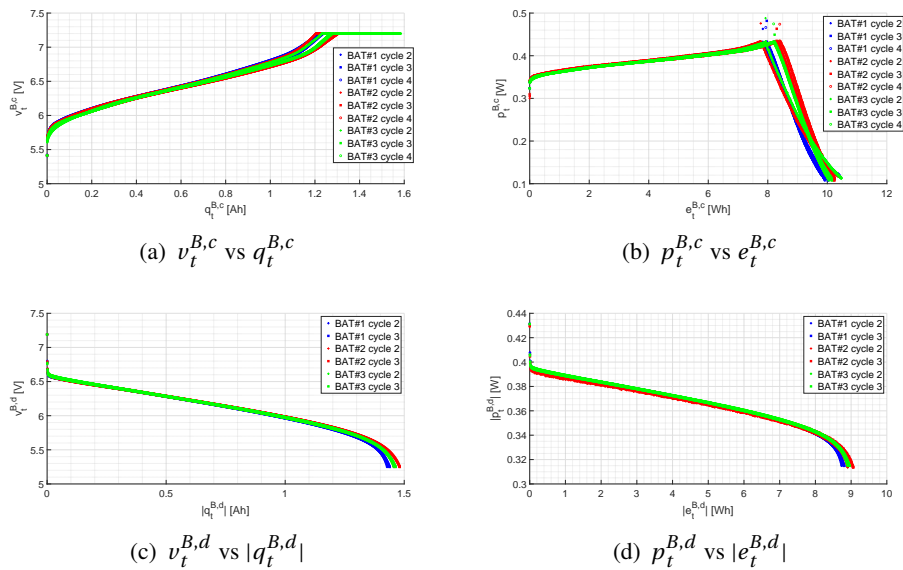 7.5
7
6.5
6
5.5
5
v_t^{B,c} [V]
0 0.2 0.4 0.6 0.8 1 1.2 1.4 1.6
q_t^{B,c} [Ah]
BAT#1 cycle 2
BAT#1 cycle 3
BAT#1 cycle 4
BAT#2 cycle 2
BAT#2 cycle 3
BAT#2 cycle 4
BAT#3 cycle 2
BAT#3 cycle 3
BAT#3 cycle 4
(a) v_t^{B,c} vs q_t^{B,c}
0.5
0.4
0.3
0.2
0.1
p_t^{B,c} [W]
0 2 4 6 8 10 12
e_t^{B,c} [Wh]
BAT#1 cycle 2
BAT#1 cycle 3
BAT#1 cycle 4
BAT#2 cycle 2
BAT#2 cycle 3
BAT#2 cycle 4
BAT#3 cycle 2
BAT#3 cycle 3
BAT#3 cycle 4
(b) p_t^{B,c} vs e_t^{B,c}
7.5
7
6.5
6
5.5
5
v_t^{B,d} [V]
0 0.5 1 1.5
|q_t^{B,d}| [Ah]
BAT#1 cycle 2
BAT#1 cycle 3
BAT#2 cycle 2
BAT#2 cycle 3
BAT#3 cycle 2
BAT#3 cycle 3
(c) v_t^{B,d} vs |q_t^{B,d}|
0.44
0.42
0.4
0.38
0.36
0.34
0.32
0.3
|p_t^{B,d}| [W]
0 1 2 3 4 5 6 7 8 9 10
|e_t^{B,d}| [Wh]
BAT#1 cycle 2
BAT#1 cycle 3
BAT#2 cycle 2
BAT#2 cycle 3
BAT#3 cycle 2
BAT#3 cycle 3
(d) p_t^{B,d} vs |e_t^{B,d}|